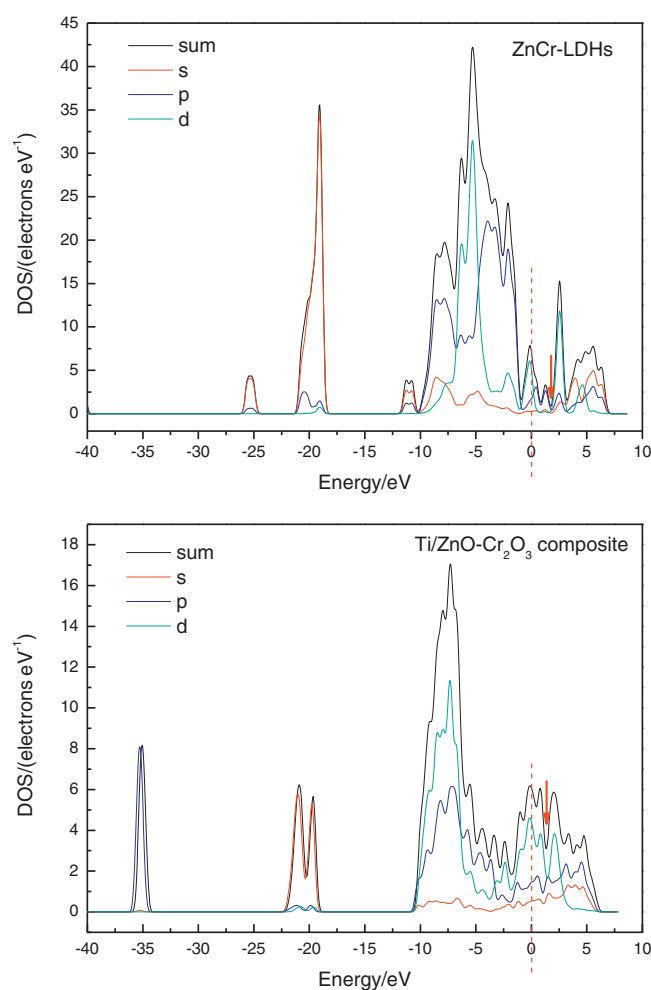 ZnCr-LDHs
sum
s
p
d
DOS/(electrons eV⁻¹)
45
40
35
30
25
20
15
10
5
0
-40 -35 -30 -25 -20 -15 -10 -5 0 5 10
Energy/eV
Ti/ZnO-Cr₂O₃ composite
sum
s
p
d
DOS/(electrons eV⁻¹)
18
16
14
12
10
8
6
4
2
0
-40 -35 -30 -25 -20 -15 -10 -5 0 5 10
Energy/eV